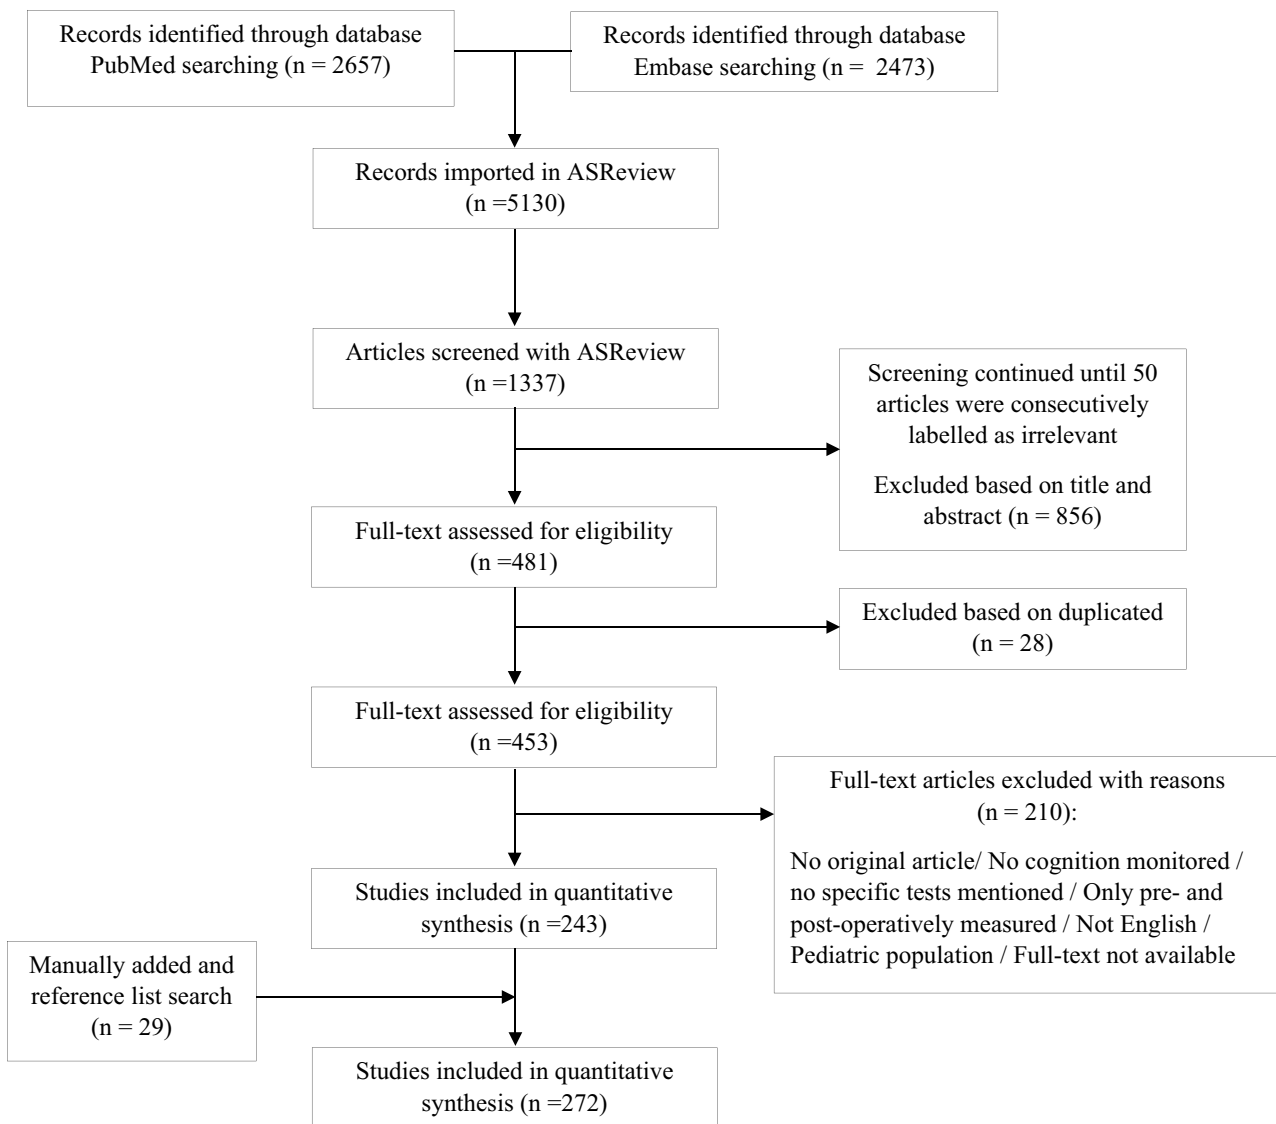 Records identified through database
PubMed searching (n = 2657)
Records identified through database
Embase searching (n =  2473)
Records imported in ASReview
(n =5130)
Articles screened with ASReview
(n =1337)
Screening continued until 50
articles were consecutively
labelled as irrelevant
Excluded based on title and
abstract (n = 856)
Full-text assessed for eligibility
(n =481)
Excluded based on duplicated
(n = 28)
Full-text assessed for eligibility
(n =453)
Full-text articles excluded with reasons
(n = 210):
No original article/ No cognition monitored /
no specific tests mentioned / Only pre- and
post-operatively measured / Not English /
Pediatric population / Full-text not available
Studies included in quantitative
synthesis (n =243)
Manually added and
reference list search
(n = 29)
Studies included in quantitative
synthesis (n =272)